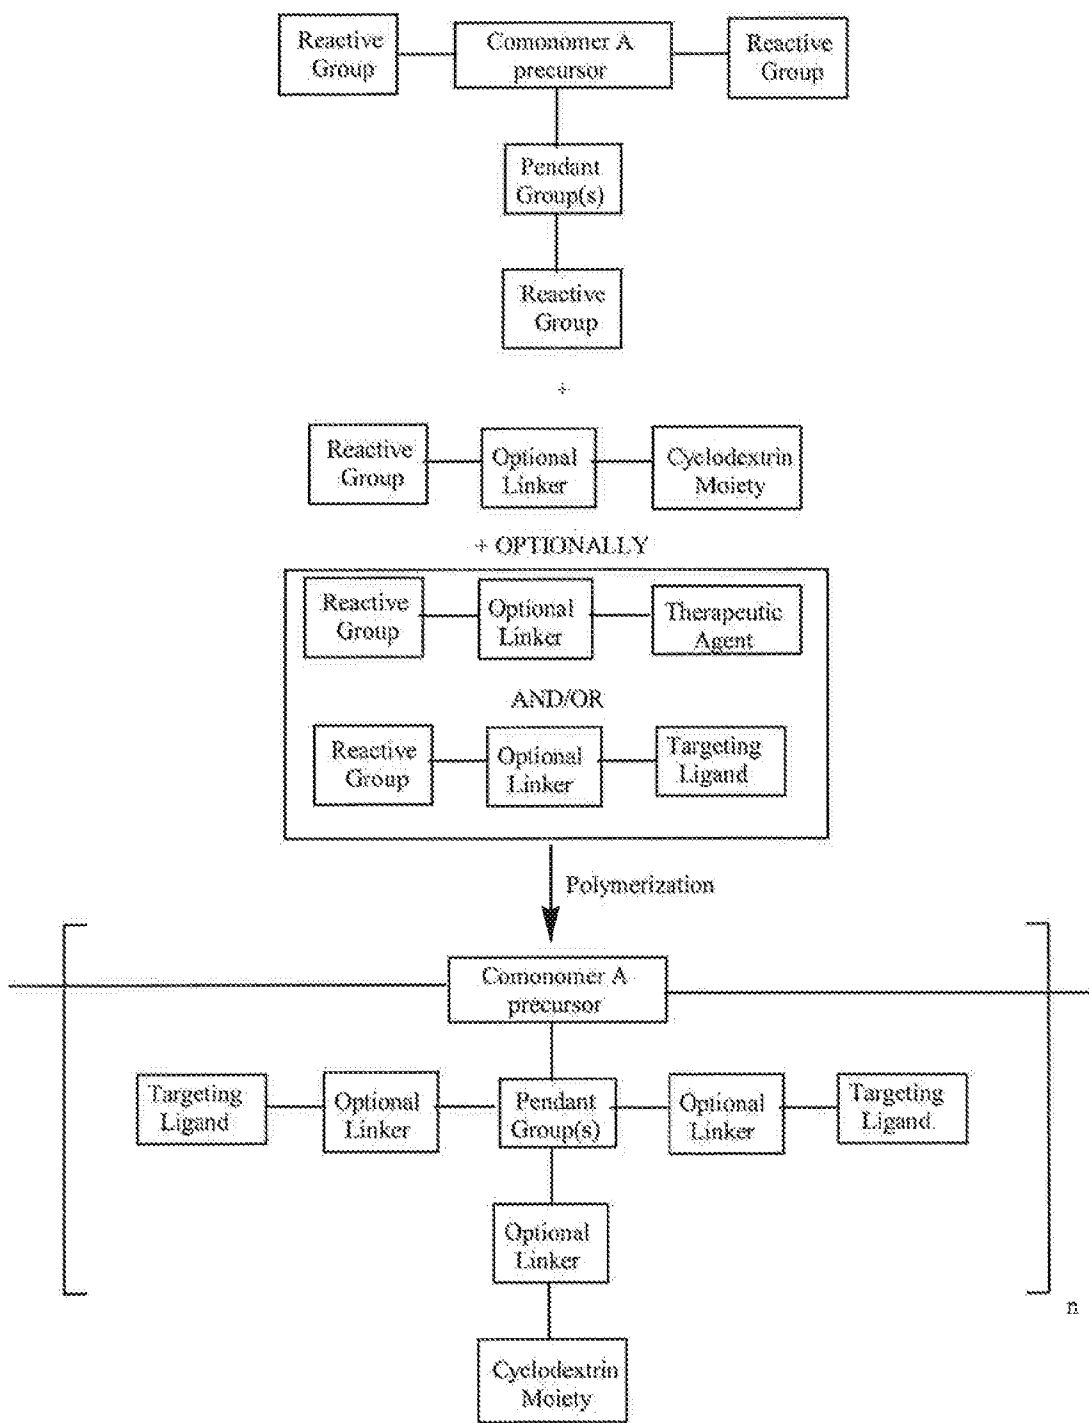 Reactive
Group
Comonomer A
precursor
Reactive
Group
Pendant
Group(s)
Reactive
Group
+
Reactive
Group
Optional
Linker
Cyclodextrin
Moiety
+ OPTIONALLY
Reactive
Group
Optional
Linker
Therapeutic
Agent
AND/OR
Reactive
Group
Optional
Linker
Targeting
Ligand
Polymerization
Comonomer A
precursor
Targeting
Ligand
Optional
Linker
Pendant
Group(s)
Optional
Linker
Targeting
Ligand
Optional
Linker
n
Cyclodextrin
Moiety